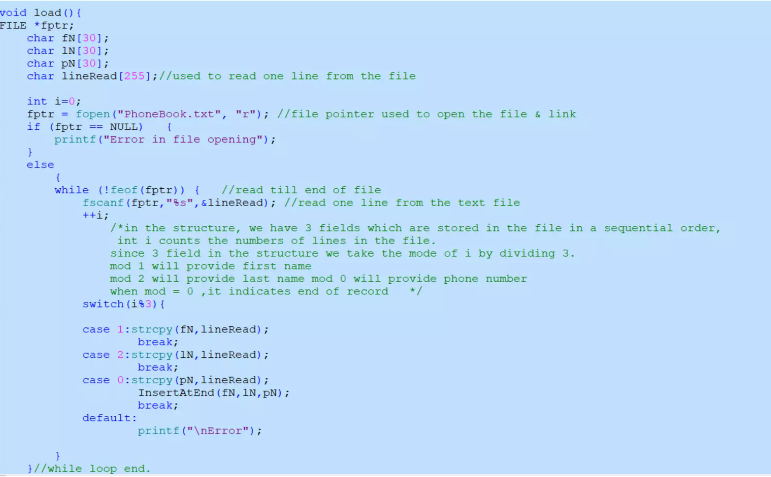 void load(){
FILE *fptr;
    char fN[30];
    char lN[30];
    char pN[30];
    char lineRead[255];//used to read one line from the file

    int i=0;
    fptr = fopen("PhoneBook.txt", "r"); //file pointer used to open the file & link
    if (fptr == NULL)   {
        printf("Error in file opening");
    }
    else
        {
        while (!feof(fptr)) {   //read till end of file
            fscanf(fptr,"%s",&lineRead); //read one line from the text file
            ++i;
                /*in the structure, we have 3 fields which are stored in the file in a sequential order,
                 int i counts the numbers of lines in the file.
                since 3 field in the structure we take the mode of i by dividing 3.
                mod 1 will provide first name
                mod 2 will provide last name mod 0 will provide phone number
                when mod = 0 ,it indicates end of record   */
            switch(i%3){

            case 1:strcpy(fN,lineRead);
                    break;
            case 2:strcpy(lN,lineRead);
                    break;
            case 0:strcpy(pN,lineRead);
                    InsertAtEnd(fN,lN,pN);
                    break;
            default:
                    printf("\nError");

        }
    }//while loop end.